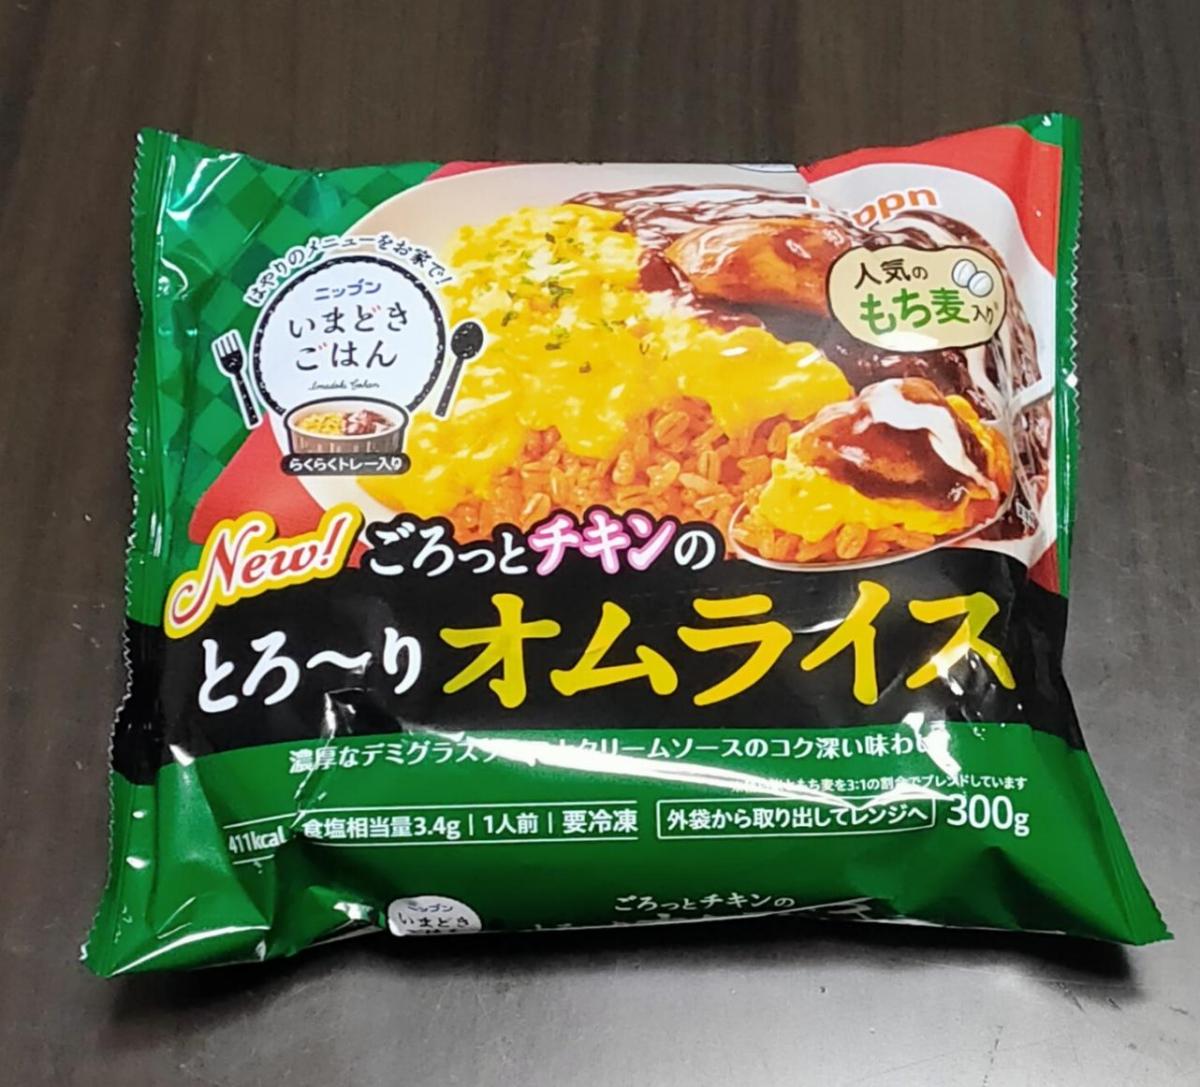 ppn
はやりのメニューをお家で!
ニップン
いまどき
ごはん
Imadoki Gohan
らくらくトレー入り
人気の
もち麦入り
New! ごろっとチキンの
とろ〜りオムライス
濃厚なデミグラス クリームソースのコク深い味わい
もち麦を3:1の割合でブレンドしています
411kcal 食塩相当量3.4g | 1人前 | 要冷凍 外袋から取り出してレンジへ 300g
ニップン
いまどき
ごろっとチキンの